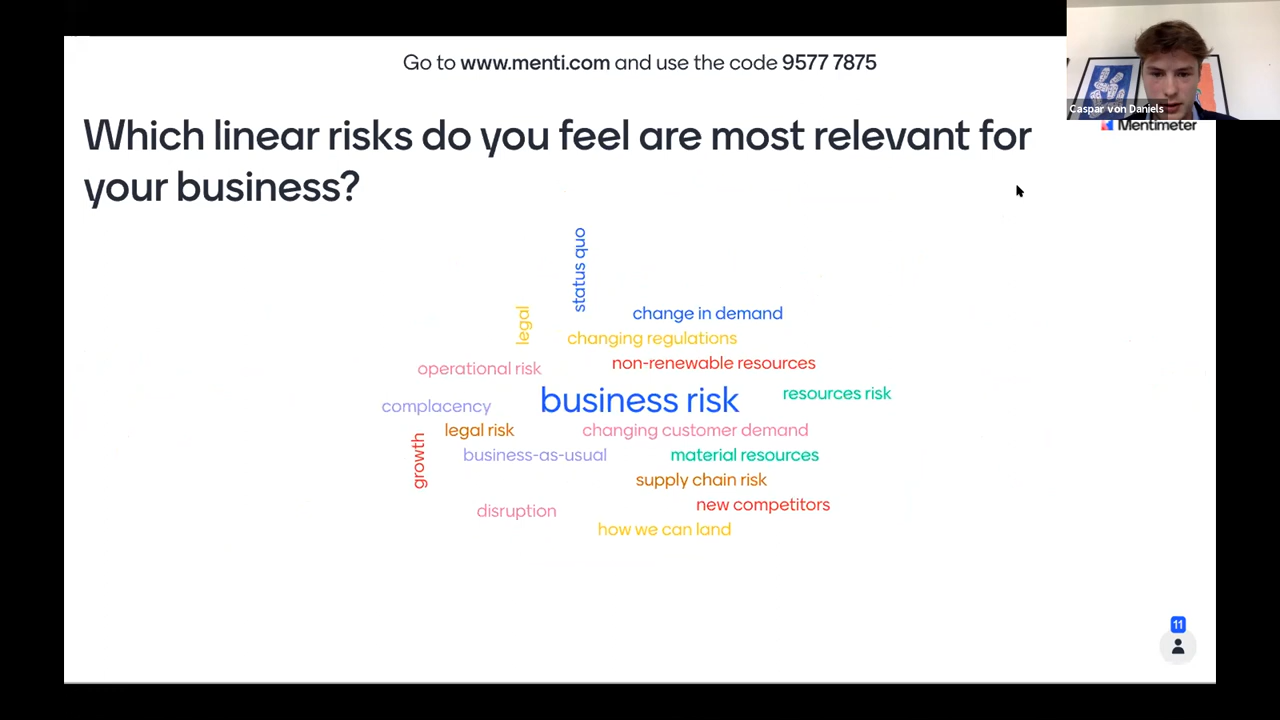 Go to www.menti.com and use the code 9577 7875
Caspar von Daniels
Mentimeter
Which linear risks do you feel are most relevant for
your business?
status quo
legal
change in demand
changing regulations
non-renewable resources
operational risk
business risk
resources risk
complacency
legal risk
changing customer demand
growth
business-as-usual
material resources
supply chain risk
new competitors
disruption
how we can land
11